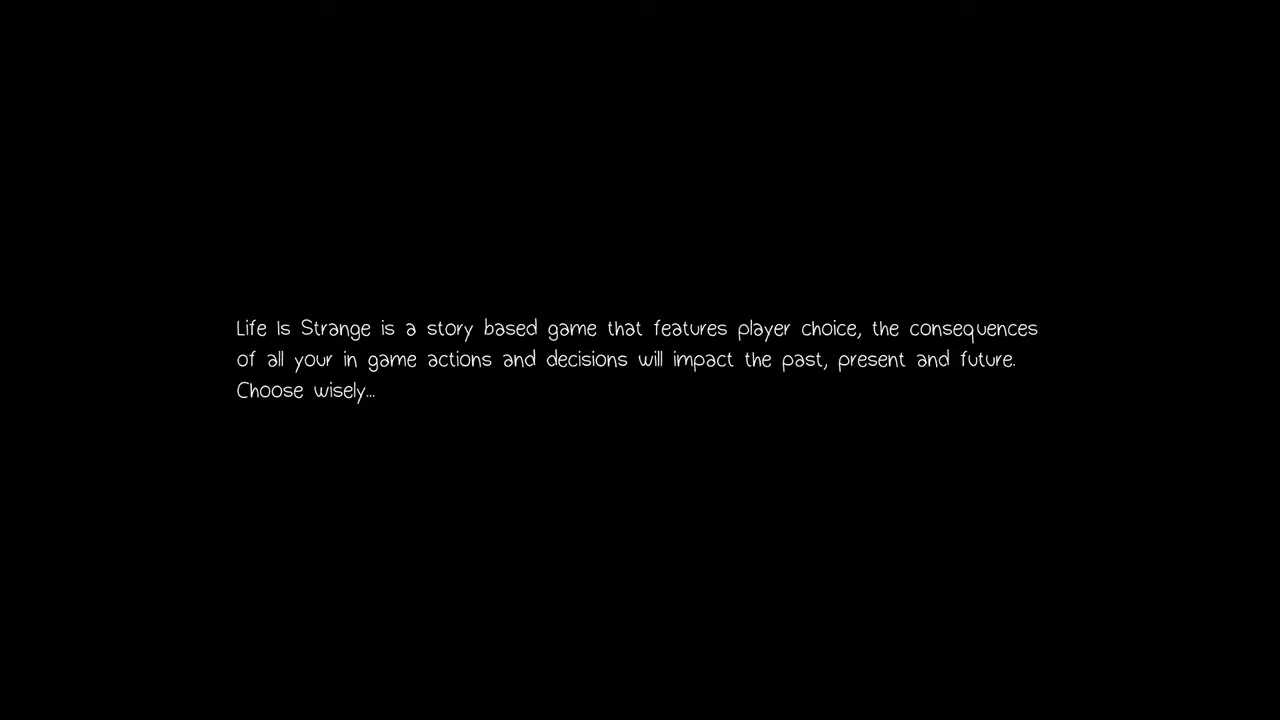 Life Is Strange is a story based game that features player choice, the consequences
of all your in game actions and decisions will impact the past, present and future.
Choose wisely...